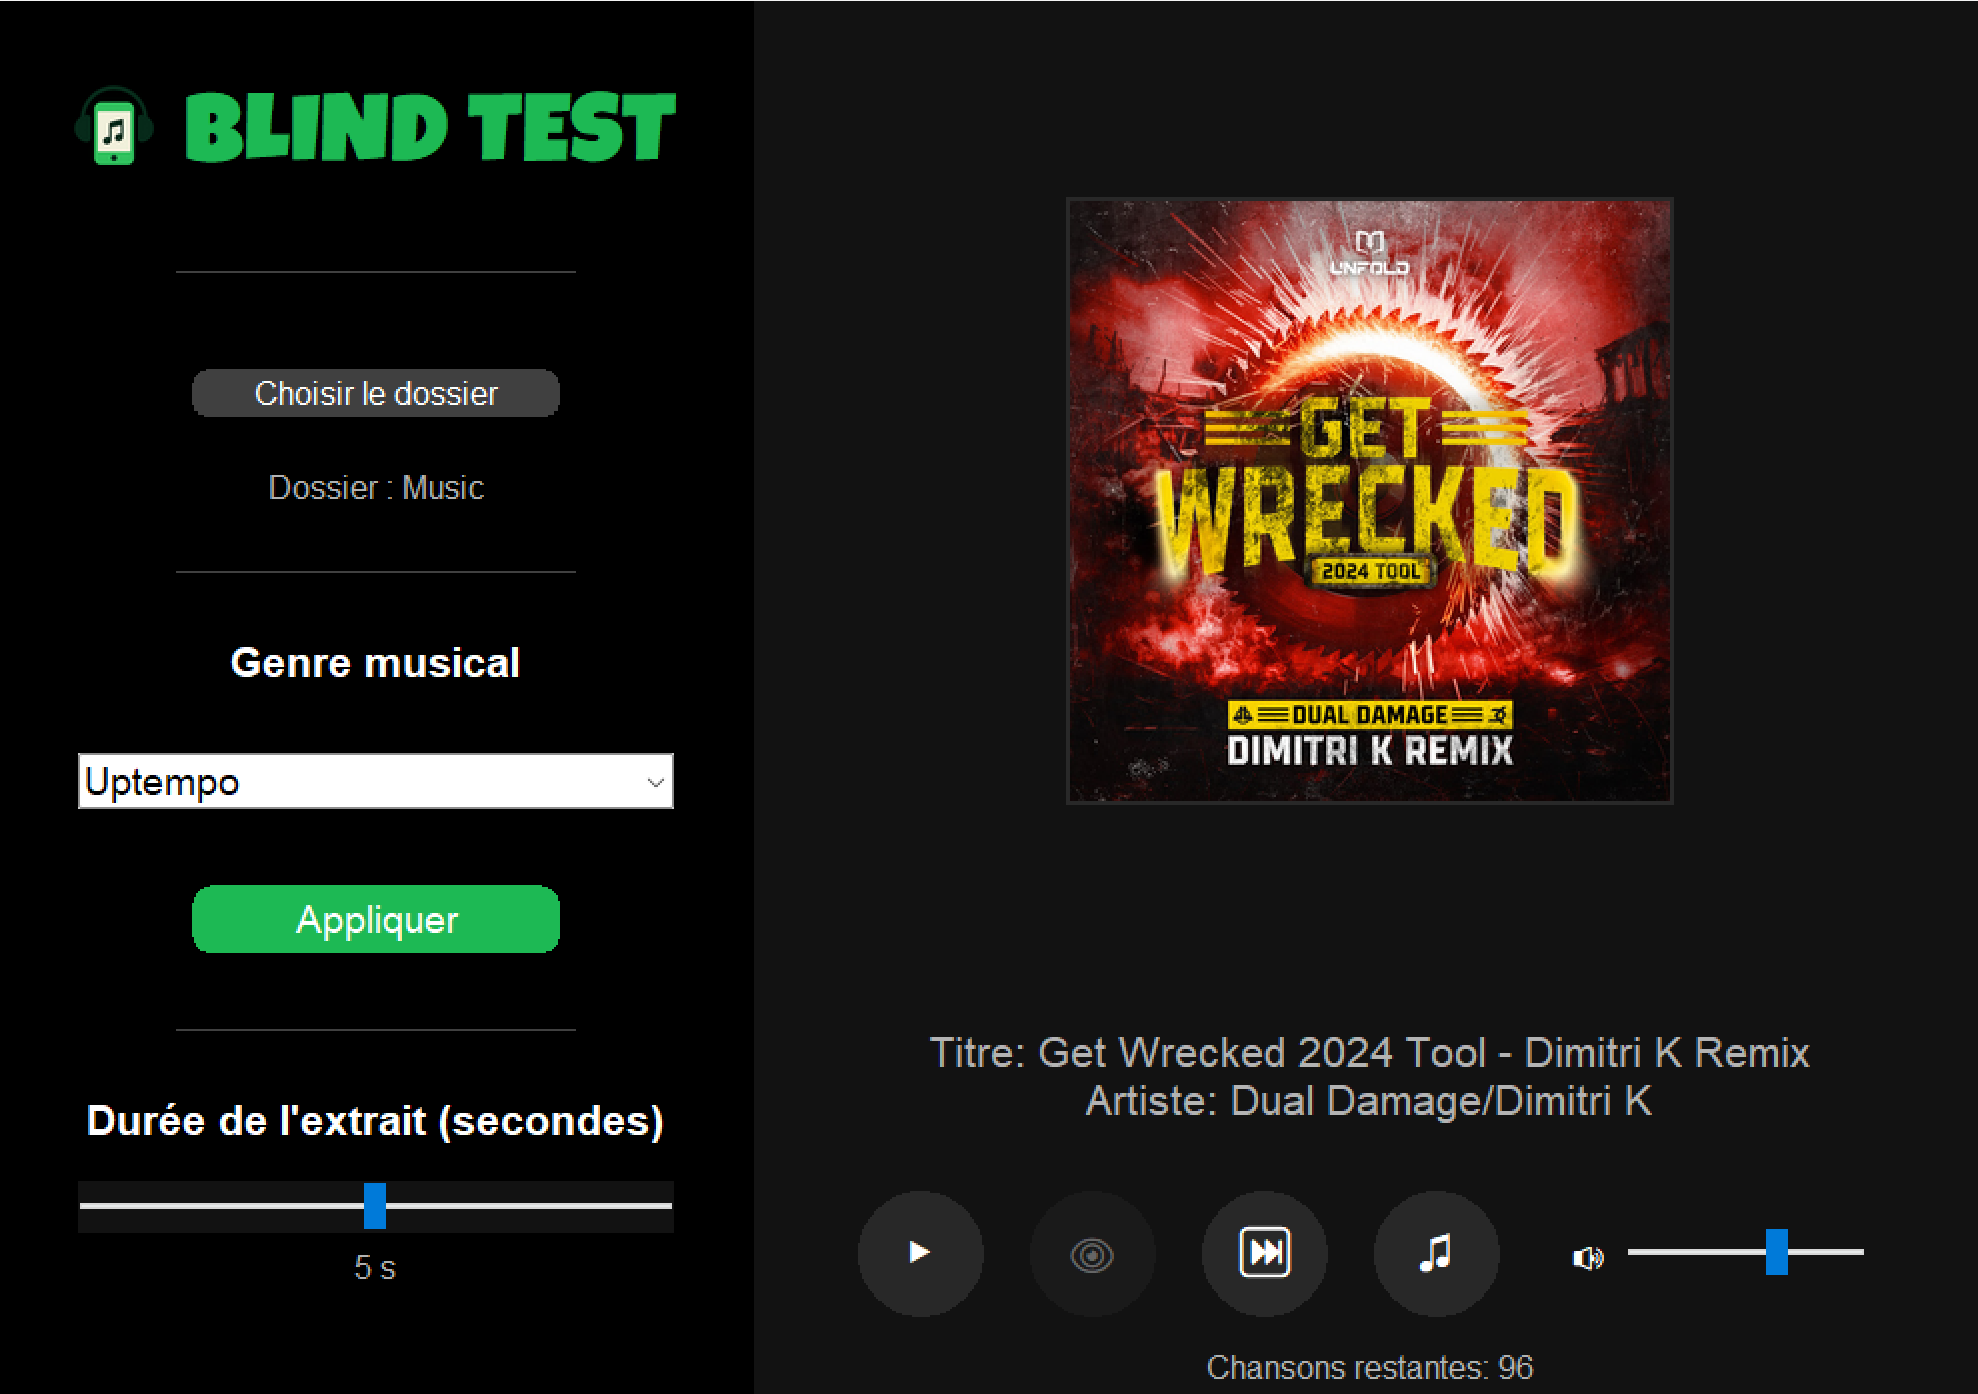 BLIND TEST
Choisir le dossier
Dossier : Music
Genre musical
Uptempo
Appliquer
Durée de l'extrait (secondes)
5 s
UNFOLD
GET
WRECKED
2024 TOOL
DUAL DAMAGE
DIMITRI K REMIX
Titre: Get Wrecked 2024 Tool - Dimitri K Remix
Artiste: Dual Damage/Dimitri K
Chansons restantes: 96